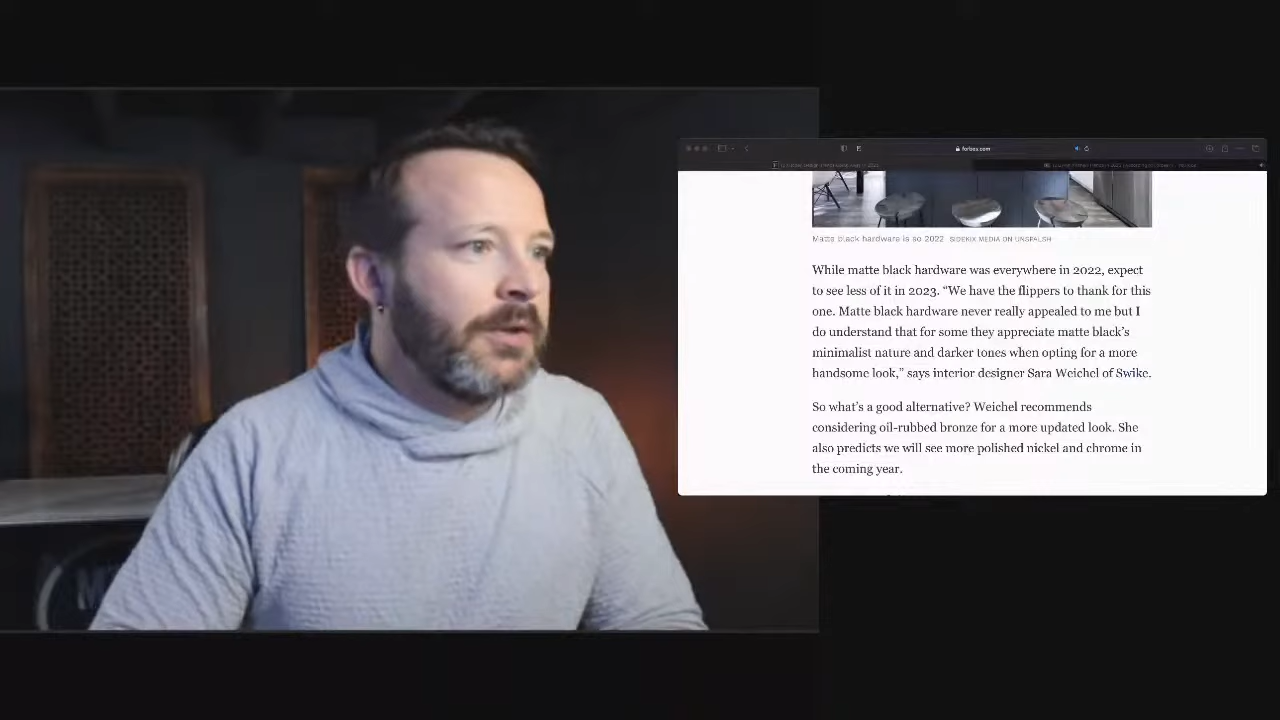 forbes.com
Matte black hardware is so 2022 SIDEKIX MEDIA ON UNSPALSH
While matte black hardware was everywhere in 2022, expect
to see less of it in 2023. “We have the flippers to thank for this
one. Matte black hardware never really appealed to me but I
do understand that for some they appreciate matte black’s
minimalist nature and darker tones when opting for a more
handsome look,” says interior designer Sara Weichel of Swike.
So what’s a good alternative? Weichel recommends
considering oil-rubbed bronze for a more updated look. She
also predicts we will see more polished nickel and chrome in
the coming year.